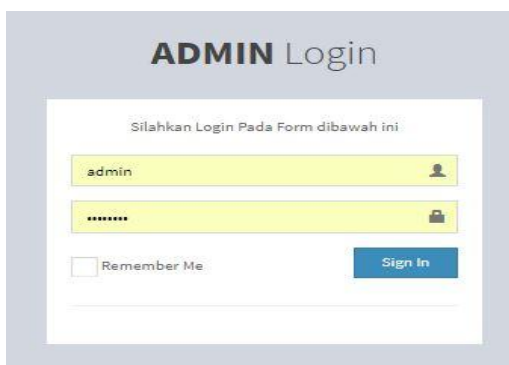 ADMIN Login
Silahkan Login Pada Form dibawah ini
admin
••••••••
Remember Me
Sign In